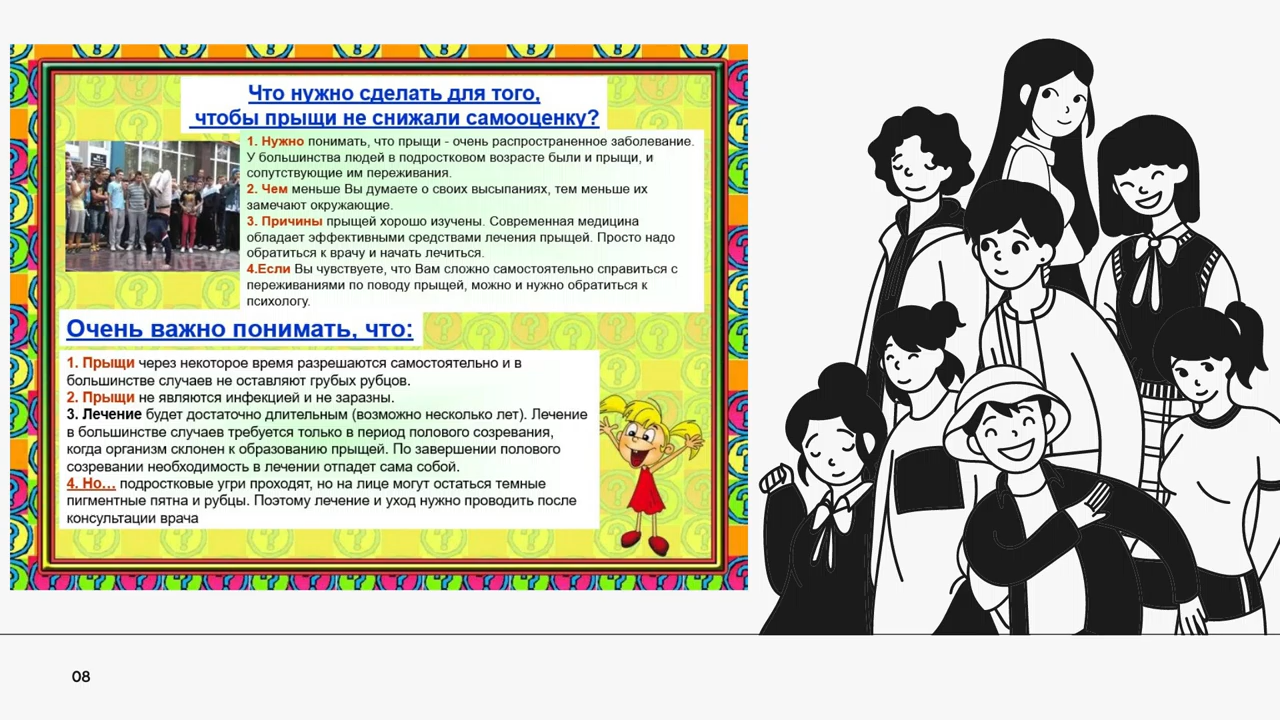 Что нужно сделать для того,
чтобы прыщи не снижали самооценку?
1. Нужно понимать, что прыщи - очень распространенное заболевание.
У большинства людей в подростковом возрасте были и прыщи, и
сопутствующие им переживания.
2. Чем меньше Вы думаете о своих высыпаниях, тем меньше их
замечают окружающие.
3. Причины прыщей хорошо изучены. Современная медицина
обладает эффективными средствами лечения прыщей. Просто надо
обратиться к врачу и начать лечиться.
4.Если Вы чувствуете, что Вам сложно самостоятельно справиться с
переживаниями по поводу прыщей, можно и нужно обратиться к
психологу.
Очень важно понимать, что:
1. Прыщи через некоторое время разрешаются самостоятельно и в
большинстве случаев не оставляют грубых рубцов.
2. Прыщи не являются инфекцией и не заразны.
3. Лечение будет достаточно длительным (возможно несколько лет). Лечение
в большинстве случаев требуется только в период полового созревания,
когда организм склонен к образованию прыщей. По завершении полового
созревании необходимость в лечении отпадет сама собой.
4. Но... подростковые угри проходят, но на лице могут остаться темные
пигментные пятна и рубцы. Поэтому лечение и уход нужно проводить после
консультации врача
08